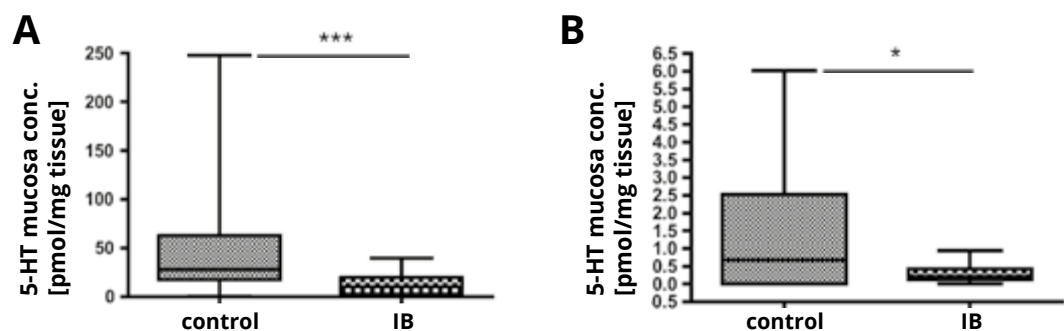 A
5-HT mucosa conc.
[pmol/mg tissue]
250
200
150
100
50
0
***
control
IB
B
5-HT mucosa conc.
[pmol/mg tissue]
6.5
6.0
5.5
5.0
4.5
4.0
3.5
3.0
2.5
2.0
1.5
1.0
0.5
0.0
0.5
*
control
IB